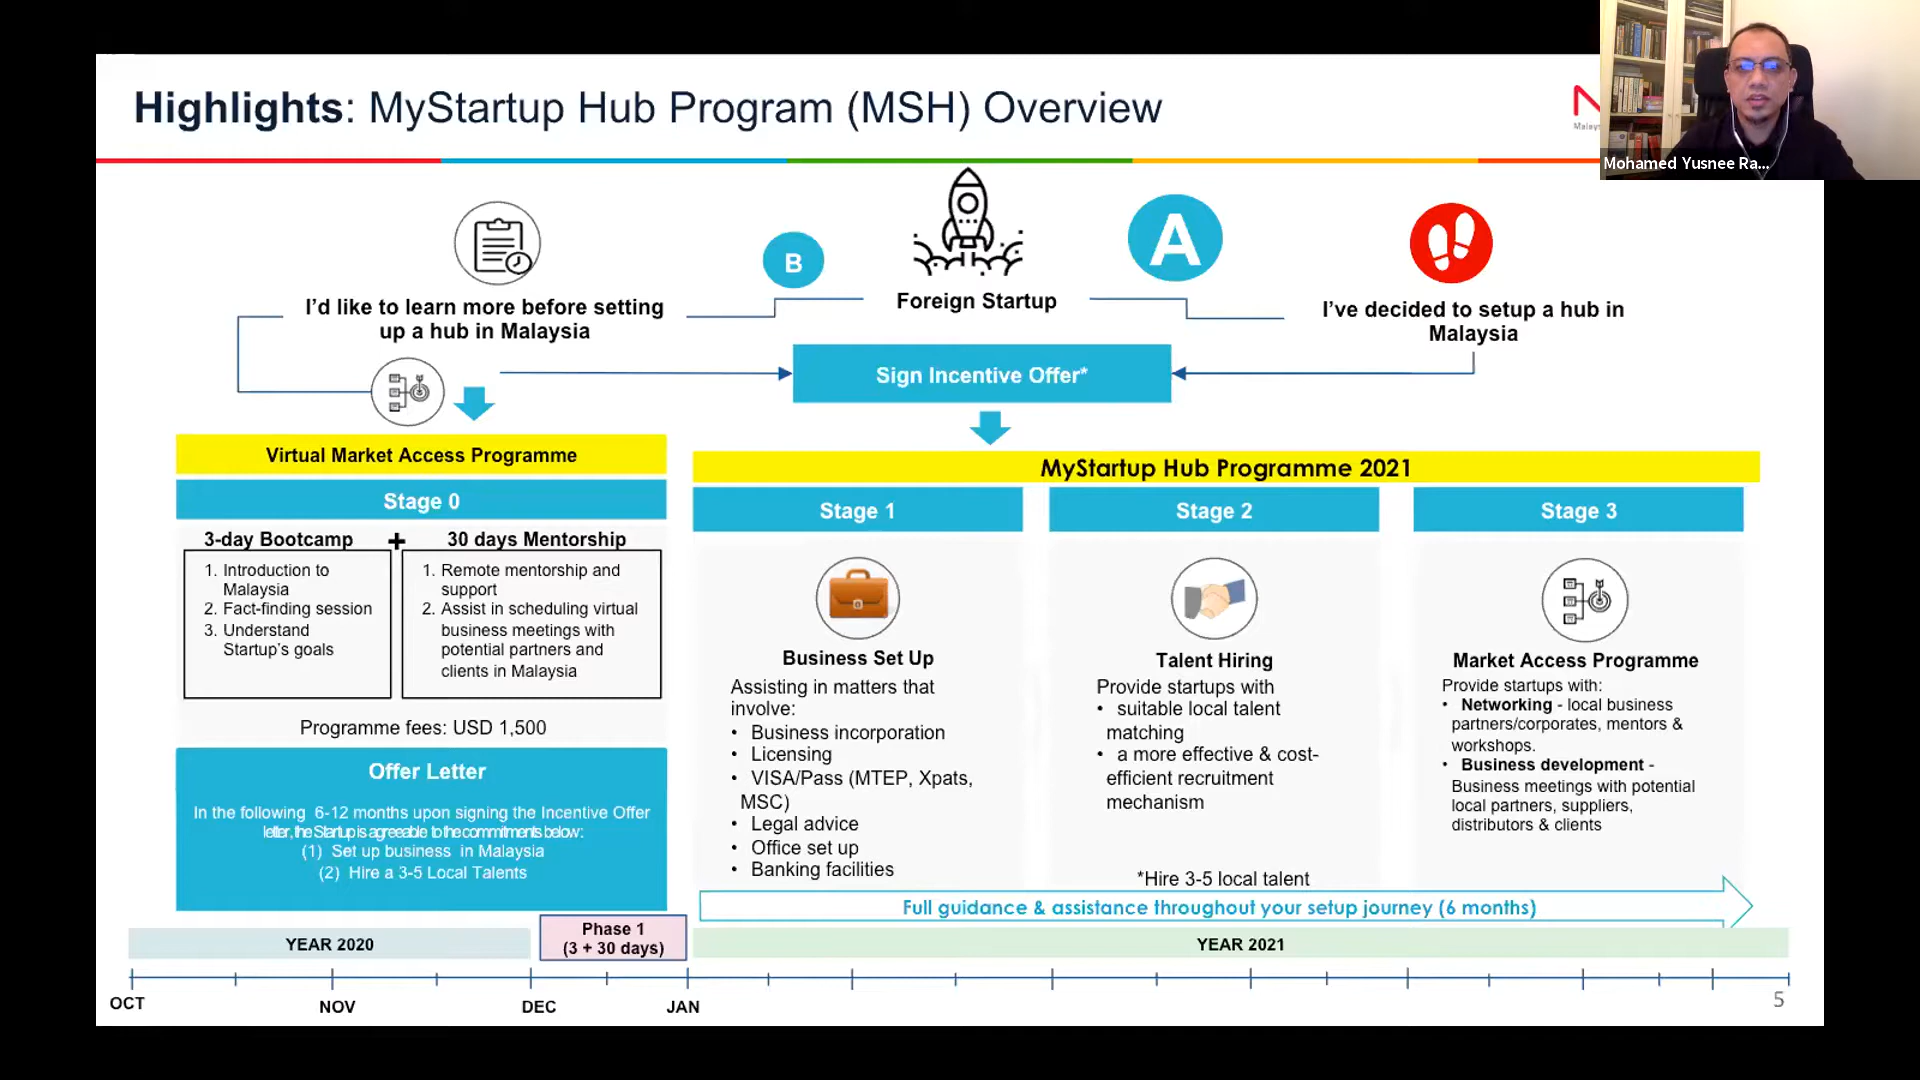 Highlights: MyStartup Hub Program (MSH) Overview
Malays
Mohamed Yusnee Ra...
B
A
I'd like to learn more before setting
up a hub in Malaysia
Foreign Startup
I've decided to setup a hub in
Malaysia
Sign Incentive Offer*
Virtual Market Access Programme
Stage 0
3-day Bootcamp + 30 days Mentorship
1. Introduction to
Malaysia
2. Fact-finding session
3. Understand
Startup's goals
1. Remote mentorship and
support
2. Assist in scheduling virtual
business meetings with
potential partners and
clients in Malaysia
Programme fees: USD 1,500
Offer Letter
In the following 6-12 months upon signing the Incentive Offer
letter, the Startup is agreeable to the commitments below:
(1) Set up business in Malaysia
(2) Hire a 3-5 Local Talents
MyStartup Hub Programme 2021
Stage 1
Business Set Up
Assisting in matters that
involve:
• Business incorporation
• Licensing
• VISA/Pass (MTEP, Xpats,
MSC)
• Legal advice
• Office set up
• Banking facilities
Stage 2
Talent Hiring
Provide startups with
• suitable local talent
matching
• a more effective & cost-
efficient recruitment
mechanism
*Hire 3-5 local talent
Stage 3
Market Access Programme
Provide startups with:
• Networking - local business
partners/corporates, mentors &
workshops.
• Business development -
Business meetings with potential
local partners, suppliers,
distributors & clients
Full guidance & assistance throughout your setup journey (6 months)
YEAR 2020
Phase 1
(3 + 30 days)
YEAR 2021
OCT
NOV
DEC
JAN
5